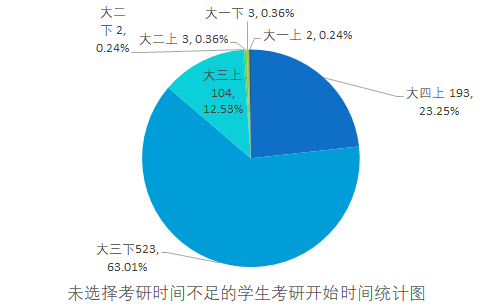 大二
下 2,
0.24%
大一下 3, 0.36%
大二上 3, 0.36%
大一上 2, 0.24%
大三上
104,
12.53%
大四上 193,
23.25%
大三下523,
63.01%
未选择考研时间不足的学生考研开始时间统计图